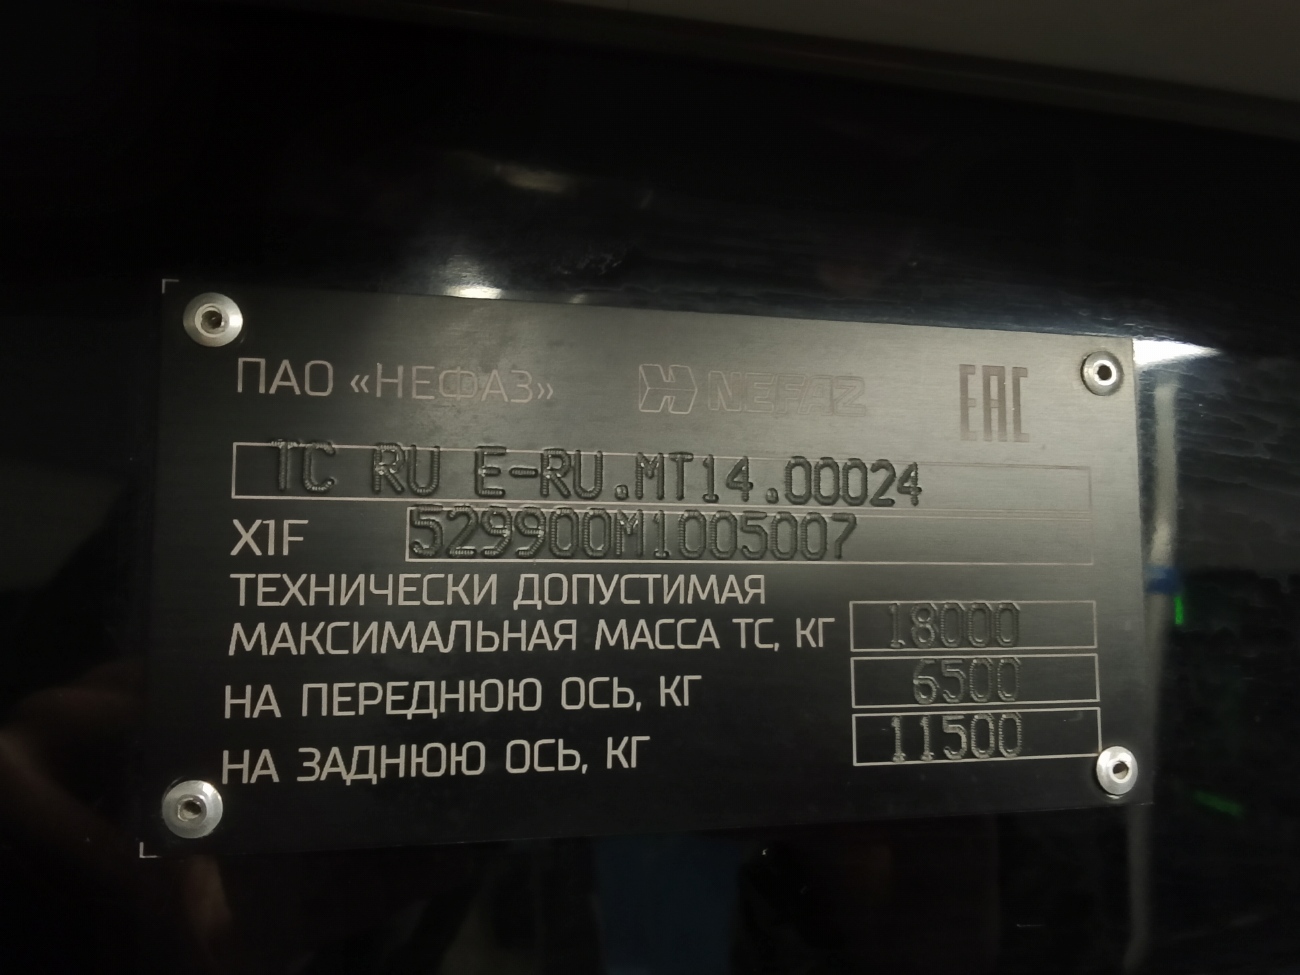 ПАО «НЕФАЗ» NEFAZ ЕАС
ТС RU E-RU.МТ14.00024
X1F 529900M1005007
ТЕХНИЧЕСКИ ДОПУСТИМАЯ
МАКСИМАЛЬНАЯ МАССА ТС, КГ 18000
НА ПЕРЕДНЮЮ ОСЬ, КГ 6500
НА ЗАДНЮЮ ОСЬ, КГ 11500